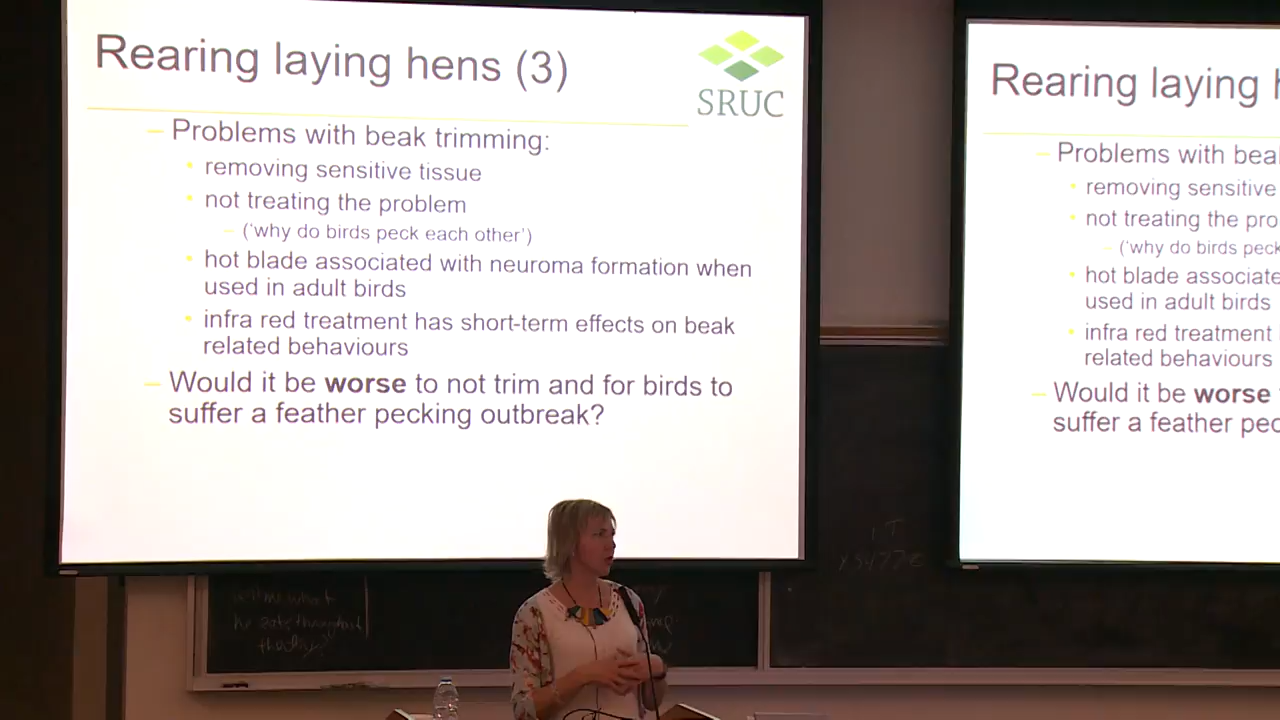 Rearing laying hens (3)
SRUC
– Problems with beak trimming:
• removing sensitive tissue
• not treating the problem
– (‘why do birds peck each other’)
• hot blade associated with neuroma formation when
used in adult birds
• infra red treatment has short-term effects on beak
related behaviours
– Would it be worse to not trim and for birds to
suffer a feather pecking outbreak?
Rearing laying
– Problems with
• removing sensitive
• not treating the
– (‘why do birds peck
• hot blade
used in adult birds
• infra red treatment
related behaviours
– Would it be worse
suffer a feather